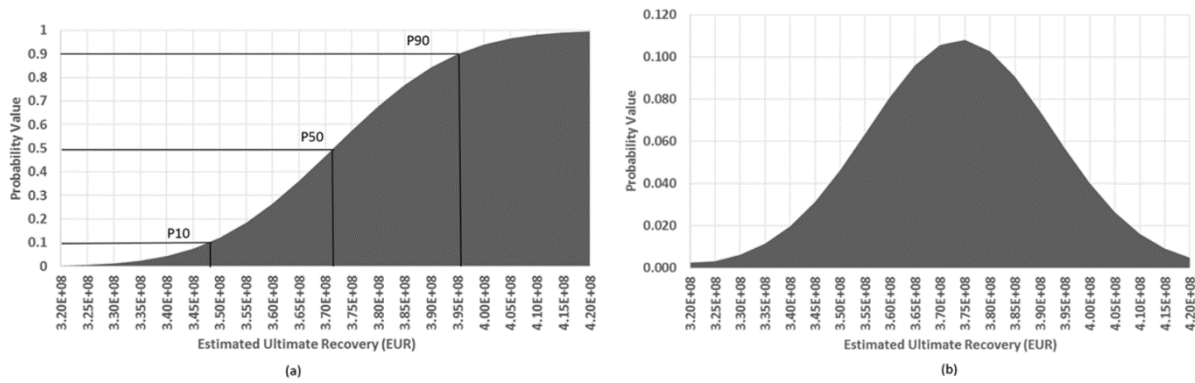 1
0.9
0.8
0.7
0.6
0.5
0.4
0.3
0.2
0.1
0
Probability Value
P90
P50
P10
3.20E+08
3.25E+08
3.30E+08
3.35E+08
3.40E+08
3.45E+08
3.50E+08
3.55E+08
3.60E+08
3.65E+08
3.70E+08
3.75E+08
3.80E+08
3.85E+08
3.90E+08
3.95E+08
4.00E+08
4.05E+08
4.10E+08
4.15E+08
4.20E+08
Estimated Ultimate Recovery (EUR)
(a)
0.120
0.100
0.080
0.060
0.040
0.020
0.000
Probability Value
3.20E+08
3.25E+08
3.30E+08
3.35E+08
3.40E+08
3.45E+08
3.50E+08
3.55E+08
3.60E+08
3.65E+08
3.70E+08
3.75E+08
3.80E+08
3.85E+08
3.90E+08
3.95E+08
4.00E+08
4.05E+08
4.10E+08
4.15E+08
4.20E+08
Estimated Ultimate Recovery (EUR)
(b)